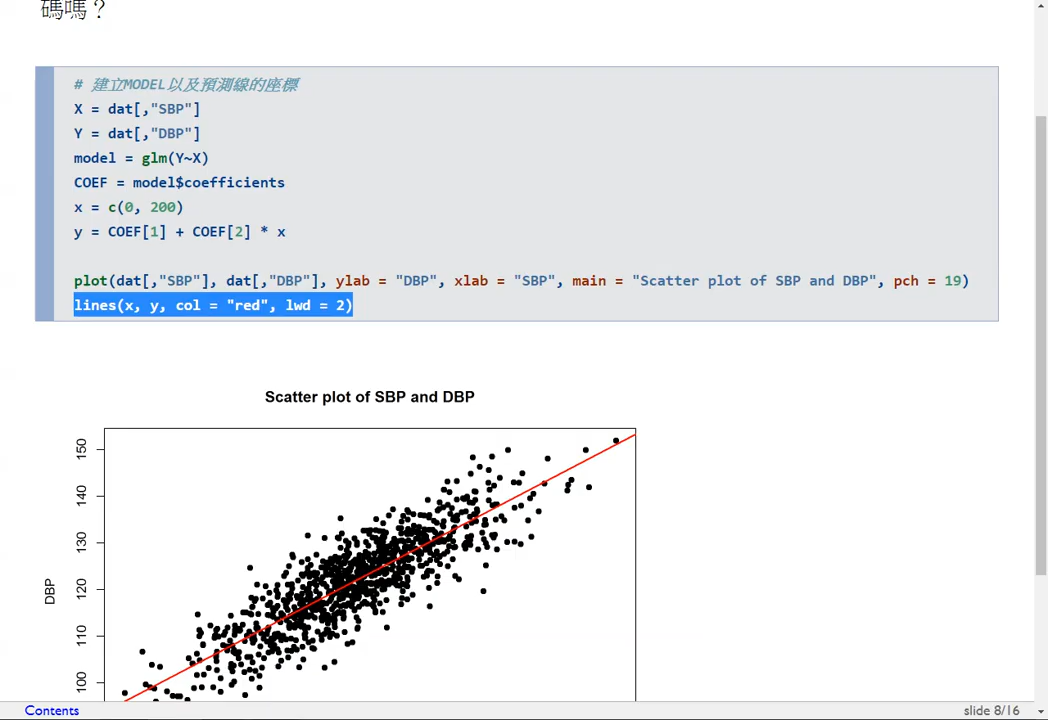 碼嗎？
# 建立MODEL以及預測線的座標
X = dat[,"SBP"]
Y = dat[,"DBP"]
model = glm(Y~X)
COEF = model$coefficients
x = c(0, 200)
y = COEF[1] + COEF[2] * x
plot(dat[,"SBP"], dat[,"DBP"], ylab = "DBP", xlab = "SBP", main = "Scatter plot of SBP and DBP", pch = 19)
lines(x, y, col = "red", lwd = 2)
Scatter plot of SBP and DBP
150
140
130
120
110
100
DBP
Contents
slide 8/16